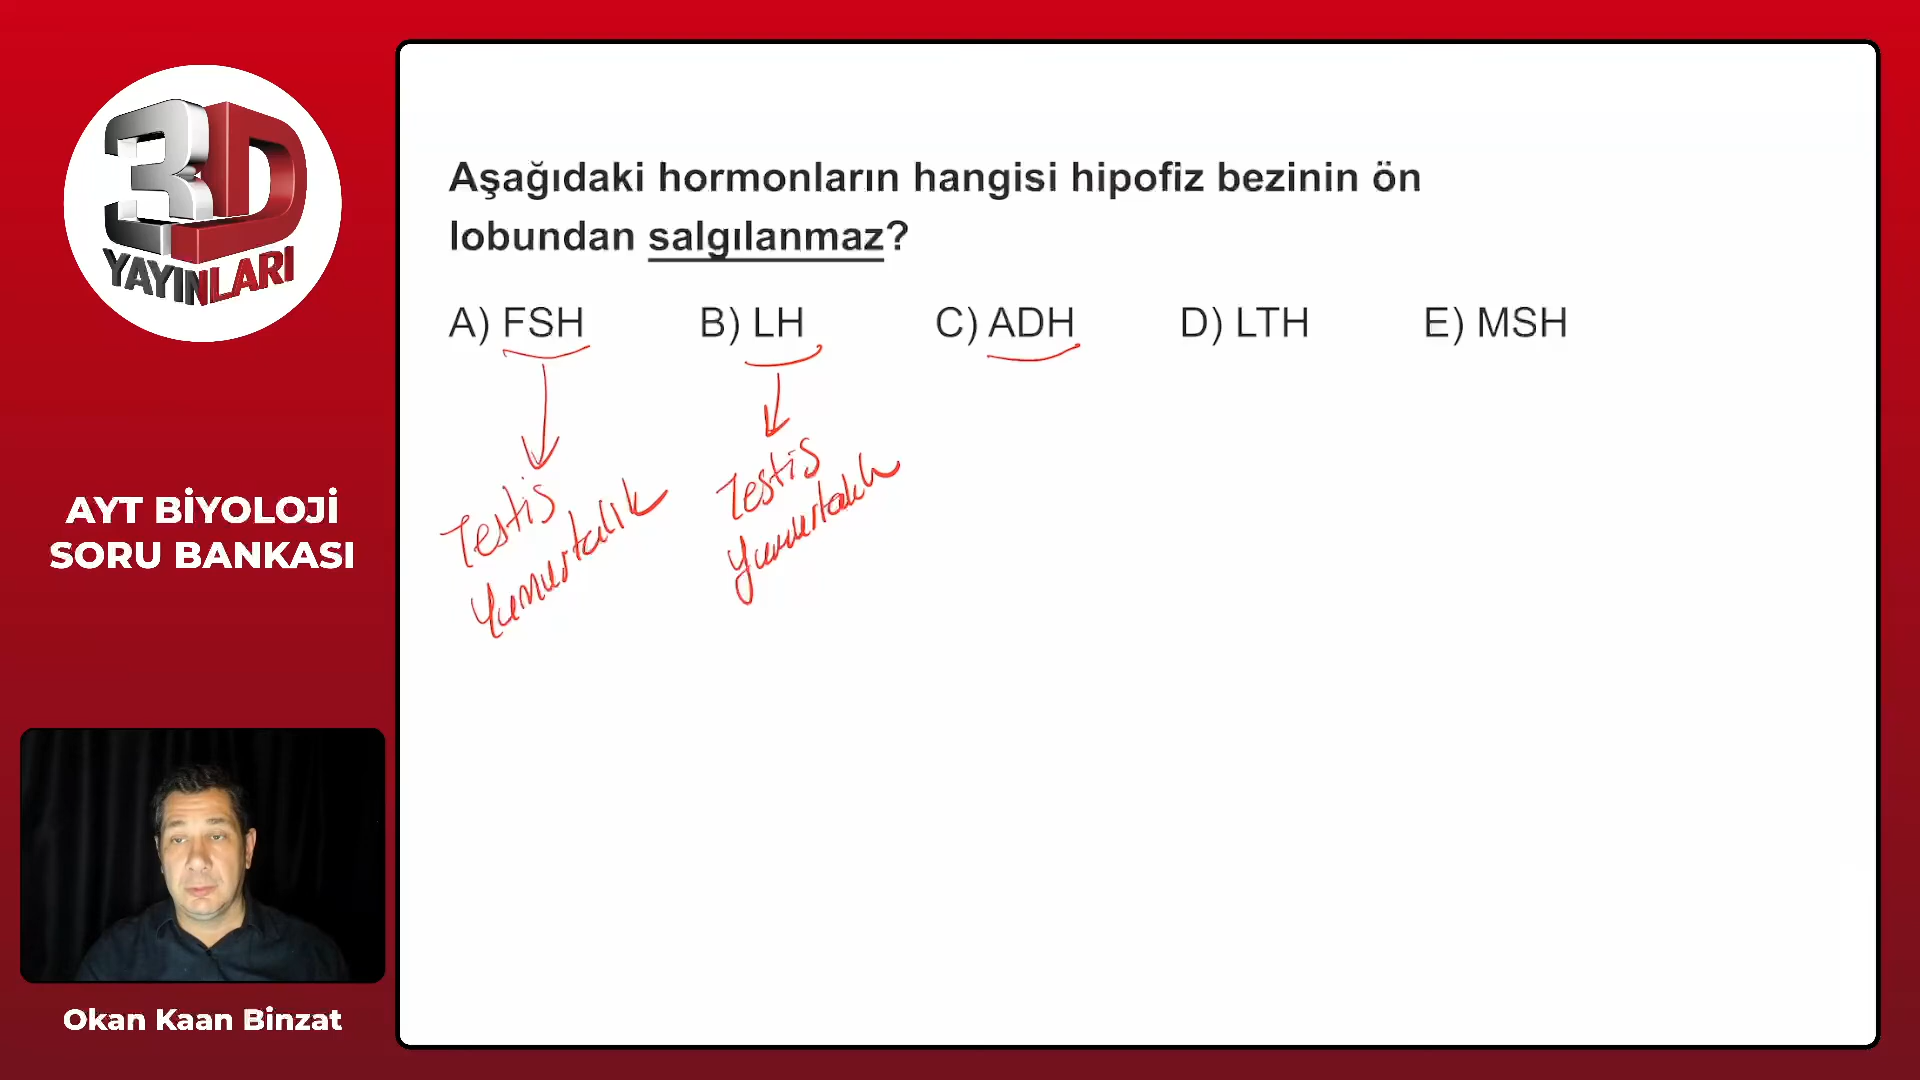 3D
YAYINLARI
AYT BİYOLOJİ
SORU BANKASI
Okan Kaan Binzat
Aşağıdaki hormonların hangisi hipofiz bezinin ön
lobundan salgılanmaz?
A) FSH B) LH C) ADH D) LTH E) MSH
Testis
Yumurtalık
Testis
Yumurtalık